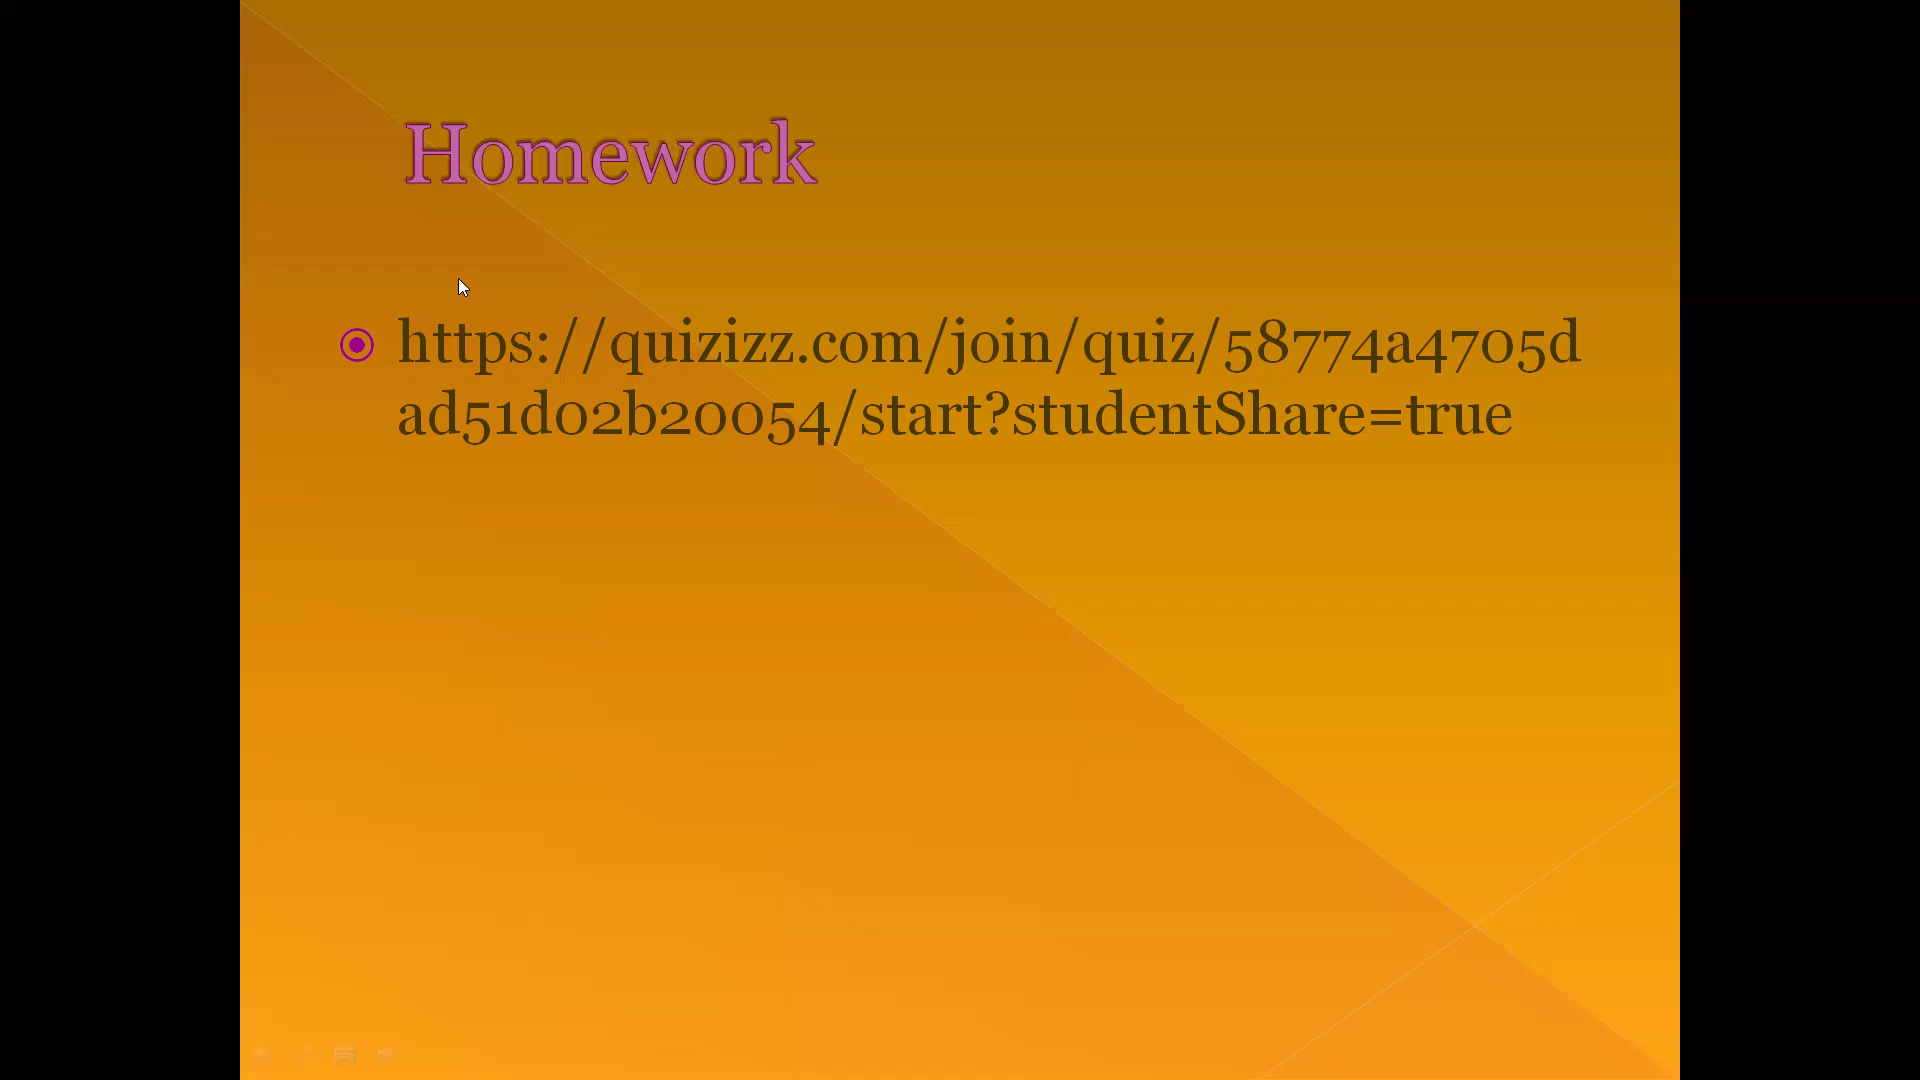 Homework
https://quizizz.com/join/quiz/58774a4705d
ad51d02b20054/start?studentShare=true